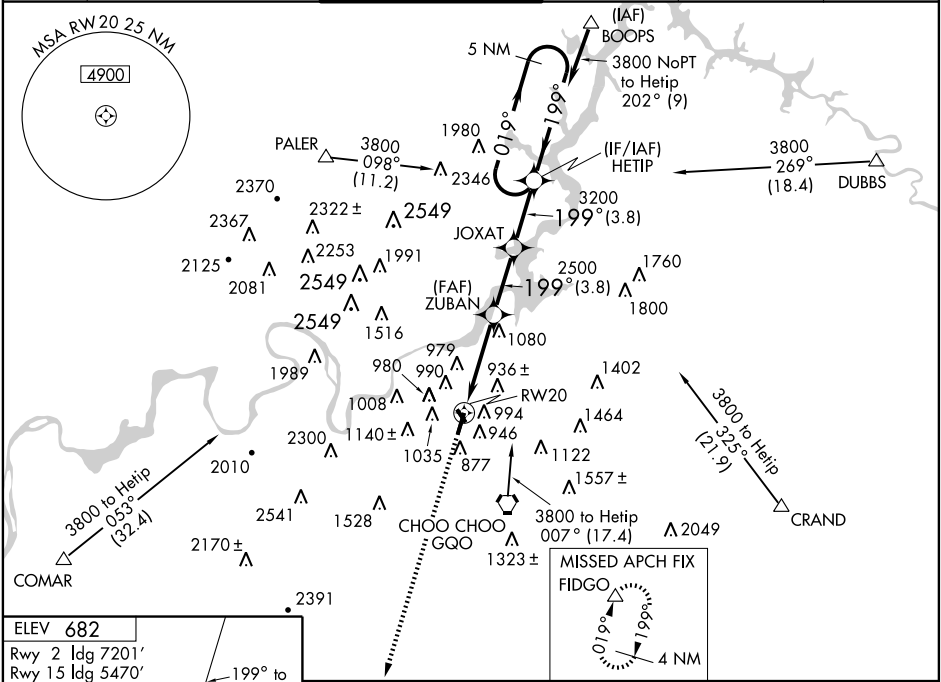 MSA RW20 25 NM
4900
(IAF)
BOOPS
5 NM
3800 NoPT
to Hetip
202° (9)
019°
199°
1980
PALER
3800
098°
(11.2)
2346
(IF/IAF)
HETIP
3800
269°
(18.4)
DUBBS
2370
2367
2322 ±
2549
3200
199° (3.8)
JOXAT
2125
2253
1991
2081
2549
2500
199° (3.8)
1760
(FAF)
ZUBAN
1800
2549
1516
1080
1989
979
980
990
936 ±
1402
RW20
1008
994
1464
3800 to Hetip
325°
(21.9)
1140 ±
1035
946
2300
877
1122
2010
3800 to Hetip
053°
(32.4)
1557 ±
2541
1528
CHOO CHOO
GQO
3800 to Hetip
007° (17.4)
CRAND
2049
2170 ±
1323 ±
COMAR
MISSED APCH FIX
FIDGO
019°
199°
4 NM
2391
ELEV 682
Rwy 2 ldg 7201'
Rwy 15 ldg 5470'
199° to